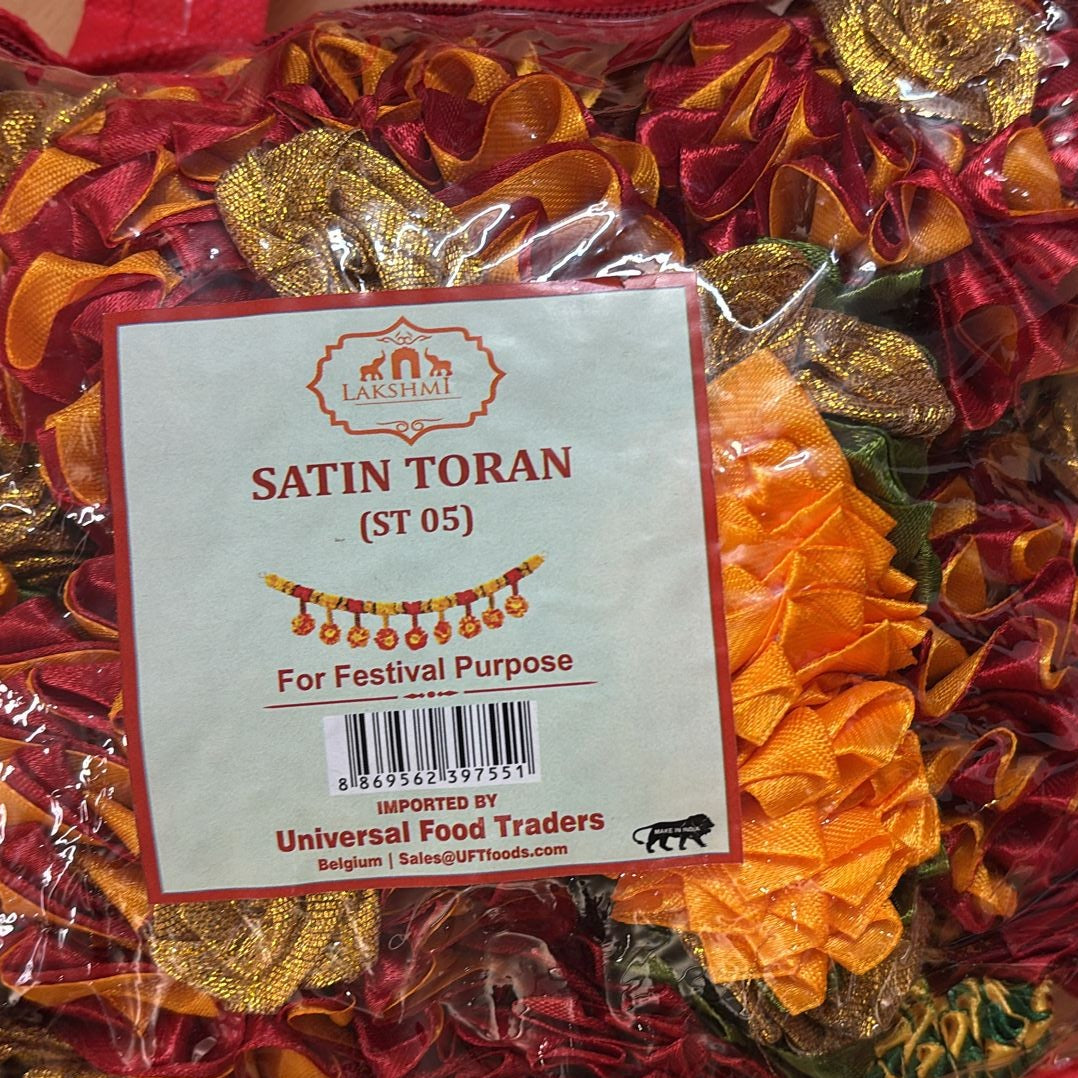 LAKSHMI
SATIN TORAN
(ST 05)
For Festival Purpose
8 869562 397551
IMPORTED BY
Universal Food Traders
Belgium | Sales@UFTfoods.com
MAKE IN INDIA